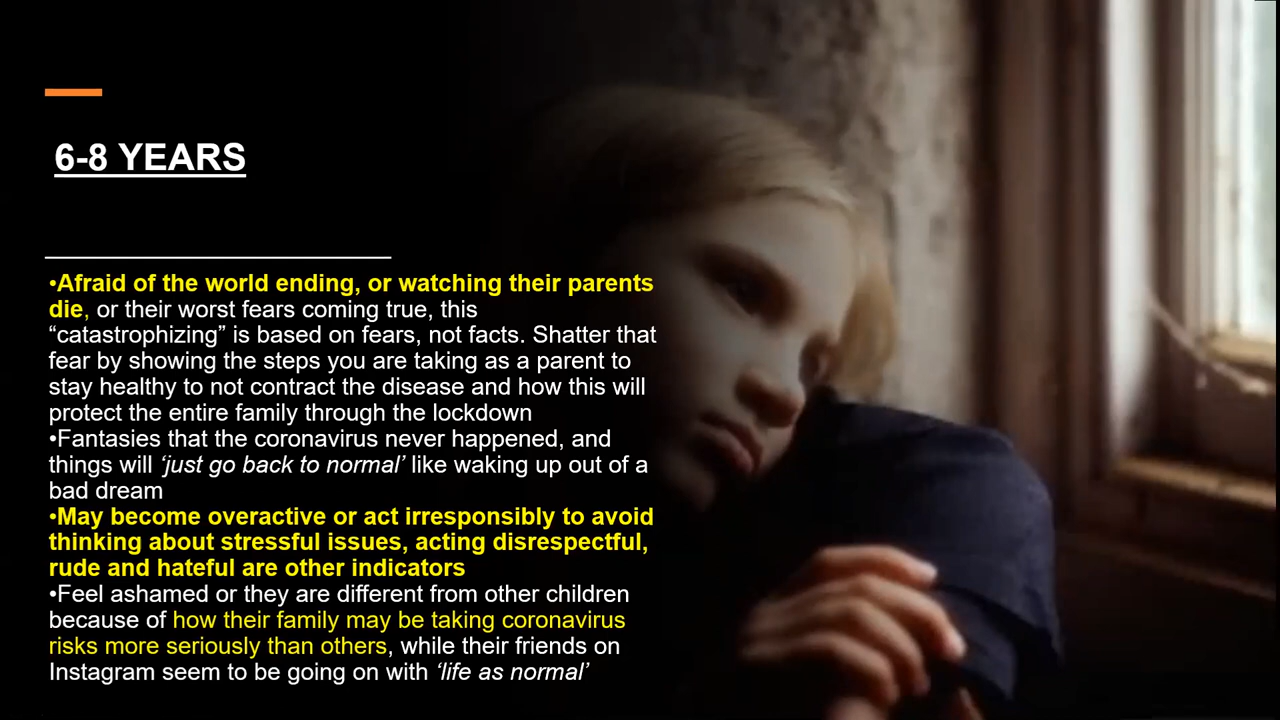 6-8 YEARS
•Afraid of the world ending, or watching their parents
die, or their worst fears coming true, this
“catastrophizing” is based on fears, not facts. Shatter that
fear by showing the steps you are taking as a parent to
stay healthy to not contract the disease and how this will
protect the entire family through the lockdown
•Fantasies that the coronavirus never happened, and
things will ‘just go back to normal’ like waking up out of a
bad dream
•May become overactive or act irresponsibly to avoid
thinking about stressful issues, acting disrespectful,
rude and hateful are other indicators
•Feel ashamed or they are different from other children
because of how their family may be taking coronavirus
risks more seriously than others, while their friends on
Instagram seem to be going on with ‘life as normal’